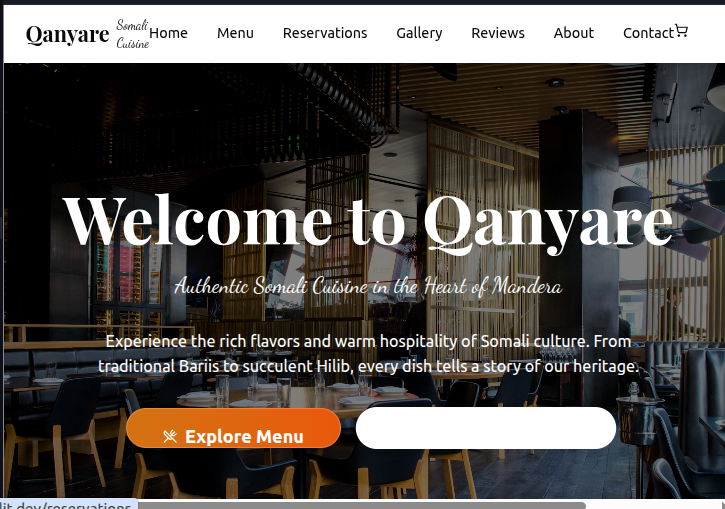 Qanyare
Somali
Cuisine
Home Menu Reservations Gallery Reviews About Contact
Welcome to Qanyare
Authentic Somali Cuisine in the Heart of Mandera
Experience the rich flavors and warm hospitality of Somali culture. From
traditional Bariis to succulent Hilib, every dish tells a story of our heritage.
Explore Menu
lit.dev/reservations